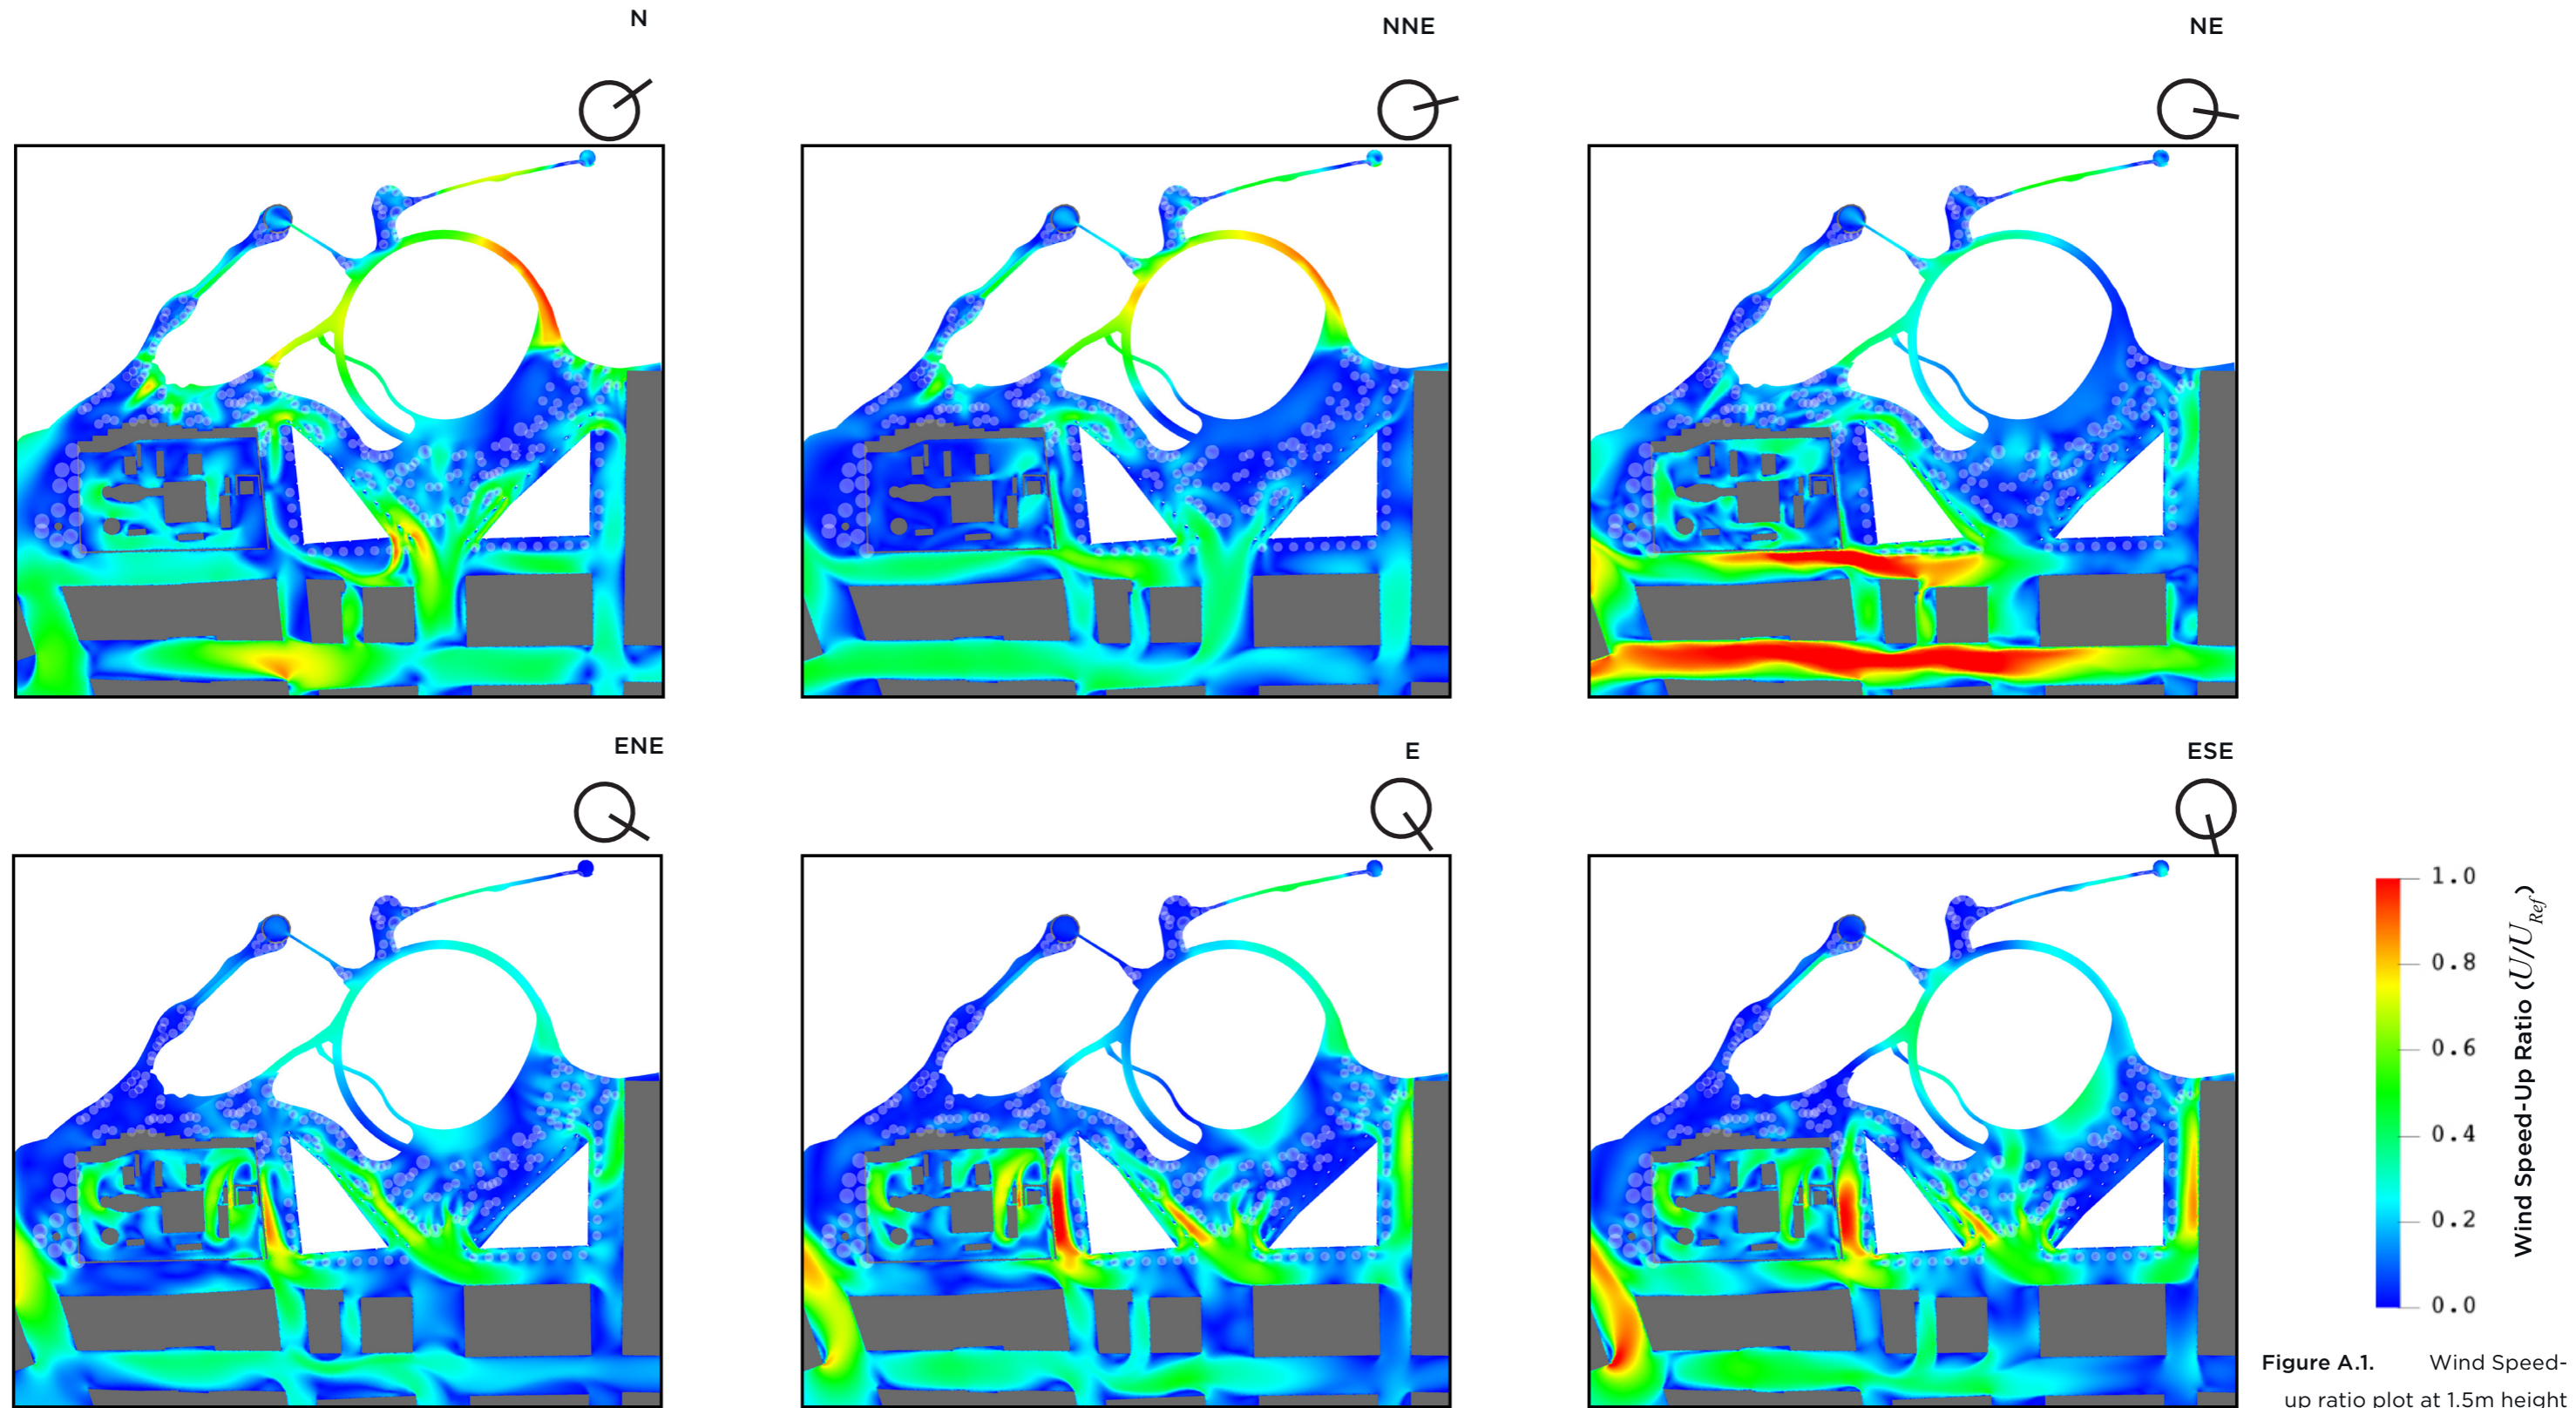 N
NNE
NE
ENE
E
ESE
1.0
0.8
0.6
0.4
0.2
0.0
Wind Speed-Up Ratio (U/U_Ref)
Figure A.1. Wind Speed-
up ratio plot at 1.5m height